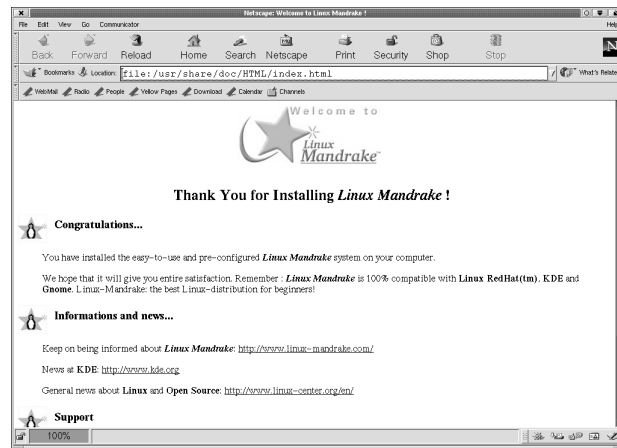 Netscape: Welcome to Linux Mandrake !
File Edit View Go Communicator Help
Back Forward Reload Home Search Netscape Print Security Shop Stop
N
Bookmarks Location: file:/usr/share/doc/HTML/index.html What's Relate
WebMail Radio People Yellow Pages Download Calendar Channels
Welcome to
Linux
Mandrake™
Thank You for Installing Linux Mandrake !
Congratulations...
You have installed the easy-to-use and pre-configured Linux Mandrake system on your computer.
We hope that it will give you entire satisfaction. Remember : Linux Mandrake is 100% compatible with Linux RedHat(tm), KDE and
Gnome. Linux-Mandrake: the best Linux-distribution for beginners!
Informations and news...
Keep on being informed about Linux Mandrake: http://www.linux-mandrake.com/
News at KDE: http://www.kde.org
General news about Linux and Open Source: http://www.linux-center.org/en/
Support
100%